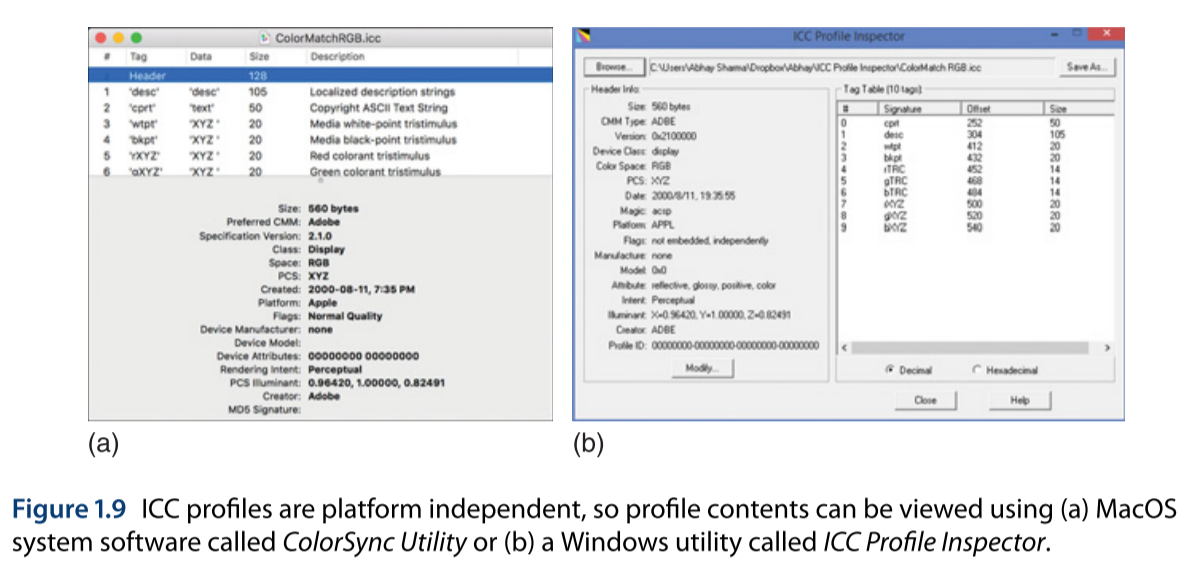 ColorMatchRGB.icc
# Tag Data Size Description
Header 128
1 'desc' 'desc' 105 Localized description strings
2 'cprt' 'text' 50 Copyright ASCII Text String
3 'wtpt' 'XYZ ' 20 Media white-point tristimulus
4 'bkpt' 'XYZ ' 20 Media black-point tristimulus
5 'rXYZ' 'XYZ ' 20 Red colorant tristimulus
6 'gXYZ' 'XYZ ' 20 Green colorant tristimulus
Size: 560 bytes
Preferred CMM: Adobe
Specification Version: 2.1.0
Class: Display
Space: RGB
PCS: XYZ
Created: 2000-08-11, 7:35 PM
Platform: Apple
Flags: Normal Quality
Device Manufacturer: none
Device Model:
Device Attributes: 00000000 00000000
Rendering Intent: Perceptual
PCS Illuminant: 0.96420, 1.00000, 0.82491
Creator: Adobe
MD5 Signature:
(a)
ICC Profile Inspector
Browse... C:\Users\Abhay Sharma\Dropbox\Abhay\ICC Profile Inspector\ColorMatch RGB.icc Save As...
Header Info:
Size: 560 bytes
CMM Type: ADBE
Version: 0x2100000
Device Class: display
Color Space: RGB
PCS: XYZ
Date: 2000/8/11, 19:35:55
Magic: acsp
Platform: APPL
Flags: not embedded, independently
Manufacture: none
Model: 0x0
Attribute: reflective, glossy, positive, color
Intent: Perceptual
Illuminant: X=0.96420, Y=1.00000, Z=0.82491
Creator: ADBE
Profile ID: 00000000-00000000-00000000-00000000
Modify...
Tag Table (10 tags):
# Signature Offset Size
0 cprt 252 50
1 desc 304 105
2 wtpt 412 20
3 bkpt 432 20
4 rTRC 452 14
5 gTRC 468 14
6 bTRC 484 14
7 rXYZ 500 20
8 gXYZ 520 20
9 bXYZ 540 20
Decimal Hexadecimal
Close Help
(b)
Figure 1.9 ICC profiles are platform independent, so profile contents can be viewed using (a) MacOS
system software called ColorSync Utility or (b) a Windows utility called ICC Profile Inspector.